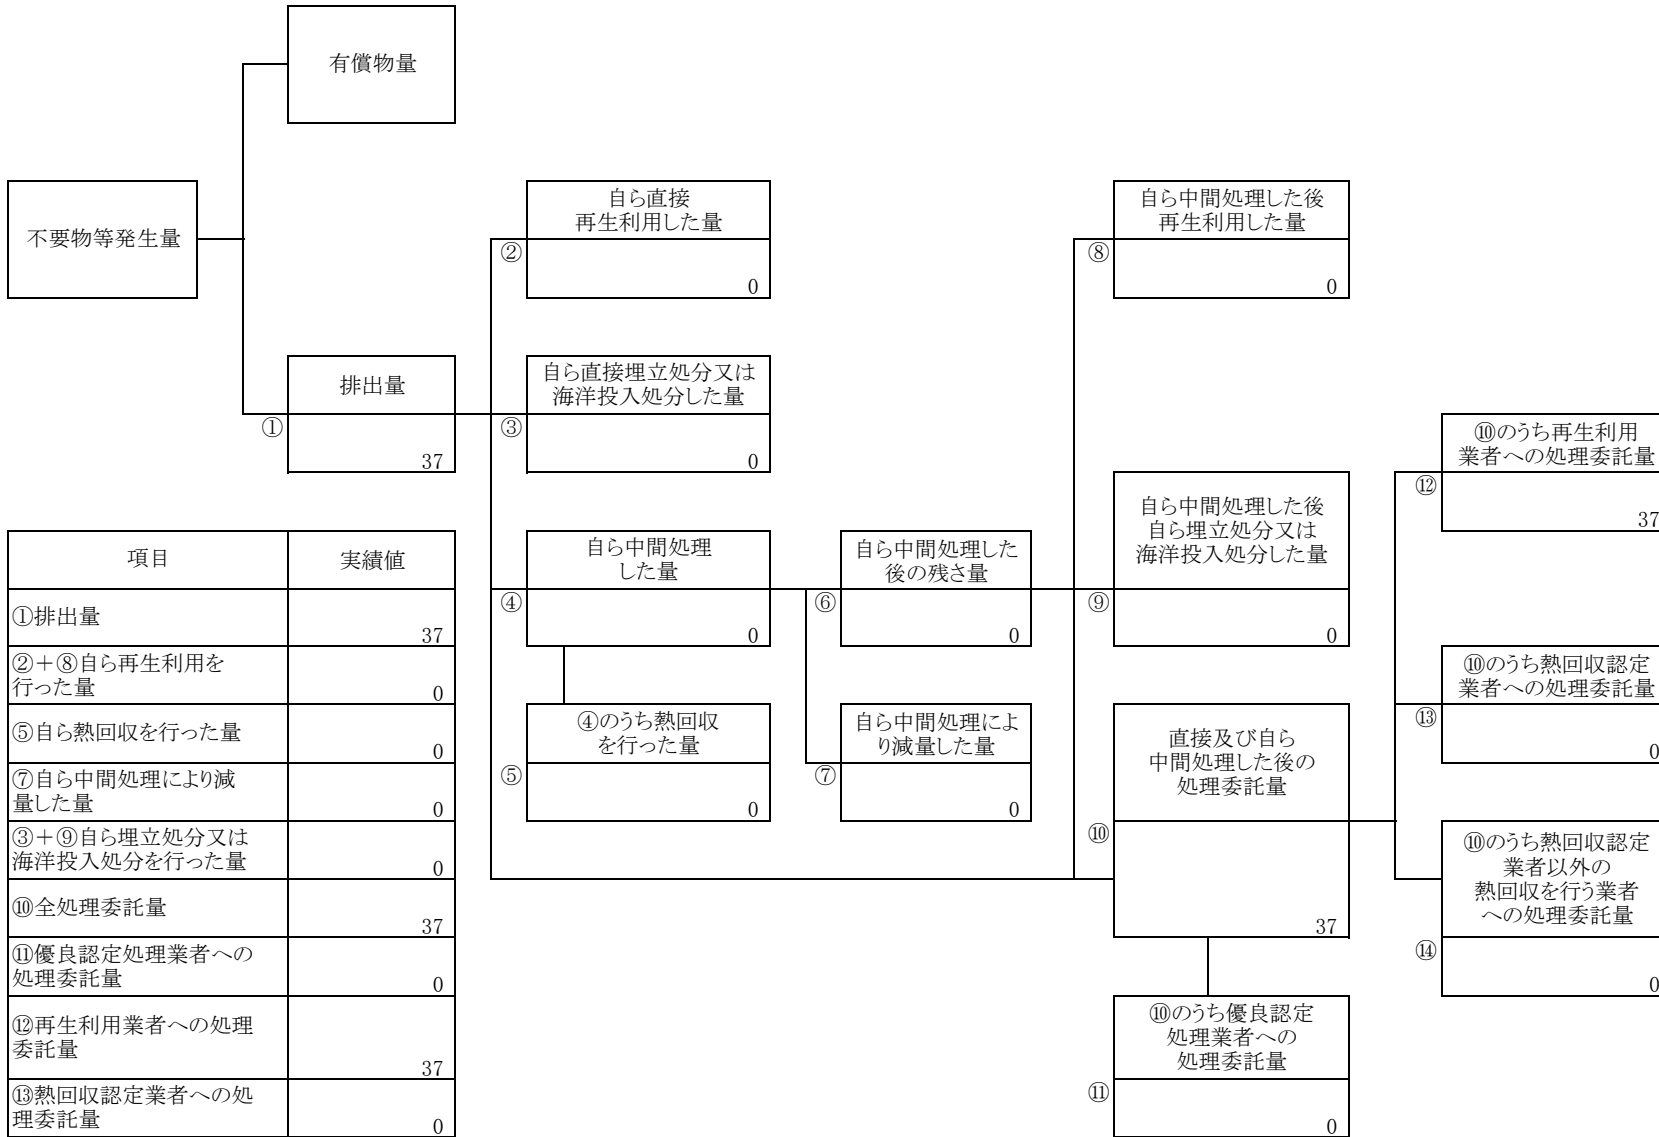 有償物量
不要物等発生量
自ら直接
再生利用した量
②
0
自ら中間処理した後
再生利用した量
⑧
0
排出量
①
37
自ら直接埋立処分又は
海洋投入処分した量
③
0
⑩のうち再生利用
業者への処理委託量
⑫
37
自ら中間処理
した量
④
0
自ら中間処理した
後の残さ量
⑥
0
自ら中間処理した後
自ら埋立処分又は
海洋投入処分した量
⑨
0
⑩のうち熱回収認定
業者への処理委託量
⑬
0
④のうち熱回収
を行った量
⑤
0
自ら中間処理によ
り減量した量
⑦
0
直接及び自ら
中間処理した後の
処理委託量
⑩
37
⑩のうち熱回収認定
業者以外の
熱回収を行う業者
への処理委託量
⑭
0
⑩のうち優良認定
処理業者への
処理委託量
⑪
0
項目 実績値
①排出量 37
②＋⑧自ら再生利用を
行った量 0
⑤自ら熱回収を行った量 0
⑦自ら中間処理により減
量した量 0
③＋⑨自ら埋立処分又は
海洋投入処分を行った量 0
⑩全処理委託量 37
⑪優良認定処理業者への
処理委託量 0
⑫再生利用業者への処理
委託量 37
⑬熱回収認定業者への処
理委託量 0